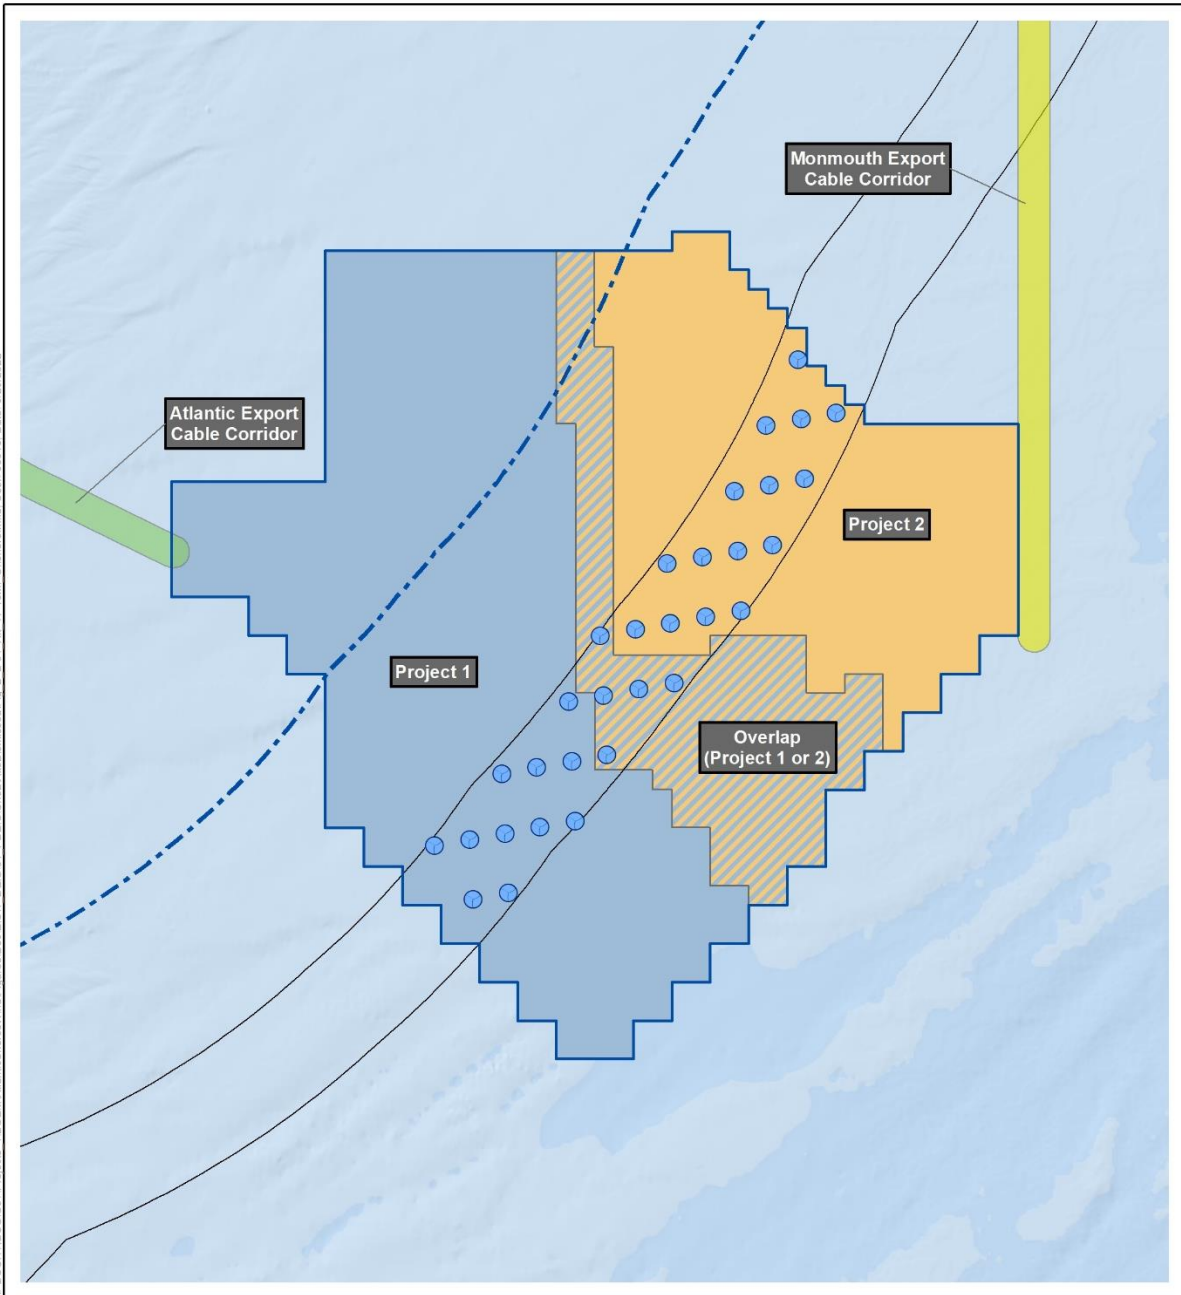 Monmouth Export
Cable Corridor
Atlantic Export
Cable Corridor
Project 2
Project 1
Overlap
(Project 1 or 2)